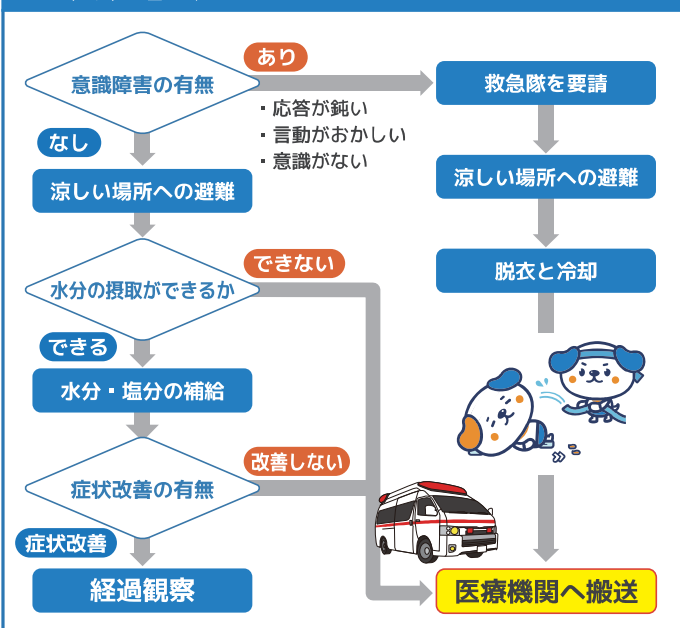 意識障害の有無
あり
・応答が鈍い
・言動がおかしい
・意識がない
なし
涼しい場所への避難
水分の摂取ができるか
できない
できる
水分・塩分の補給
症状改善の有無
改善しない
症状改善
経過観察
救急隊を要請
涼しい場所への避難
脱衣と冷却
医療機関へ搬送